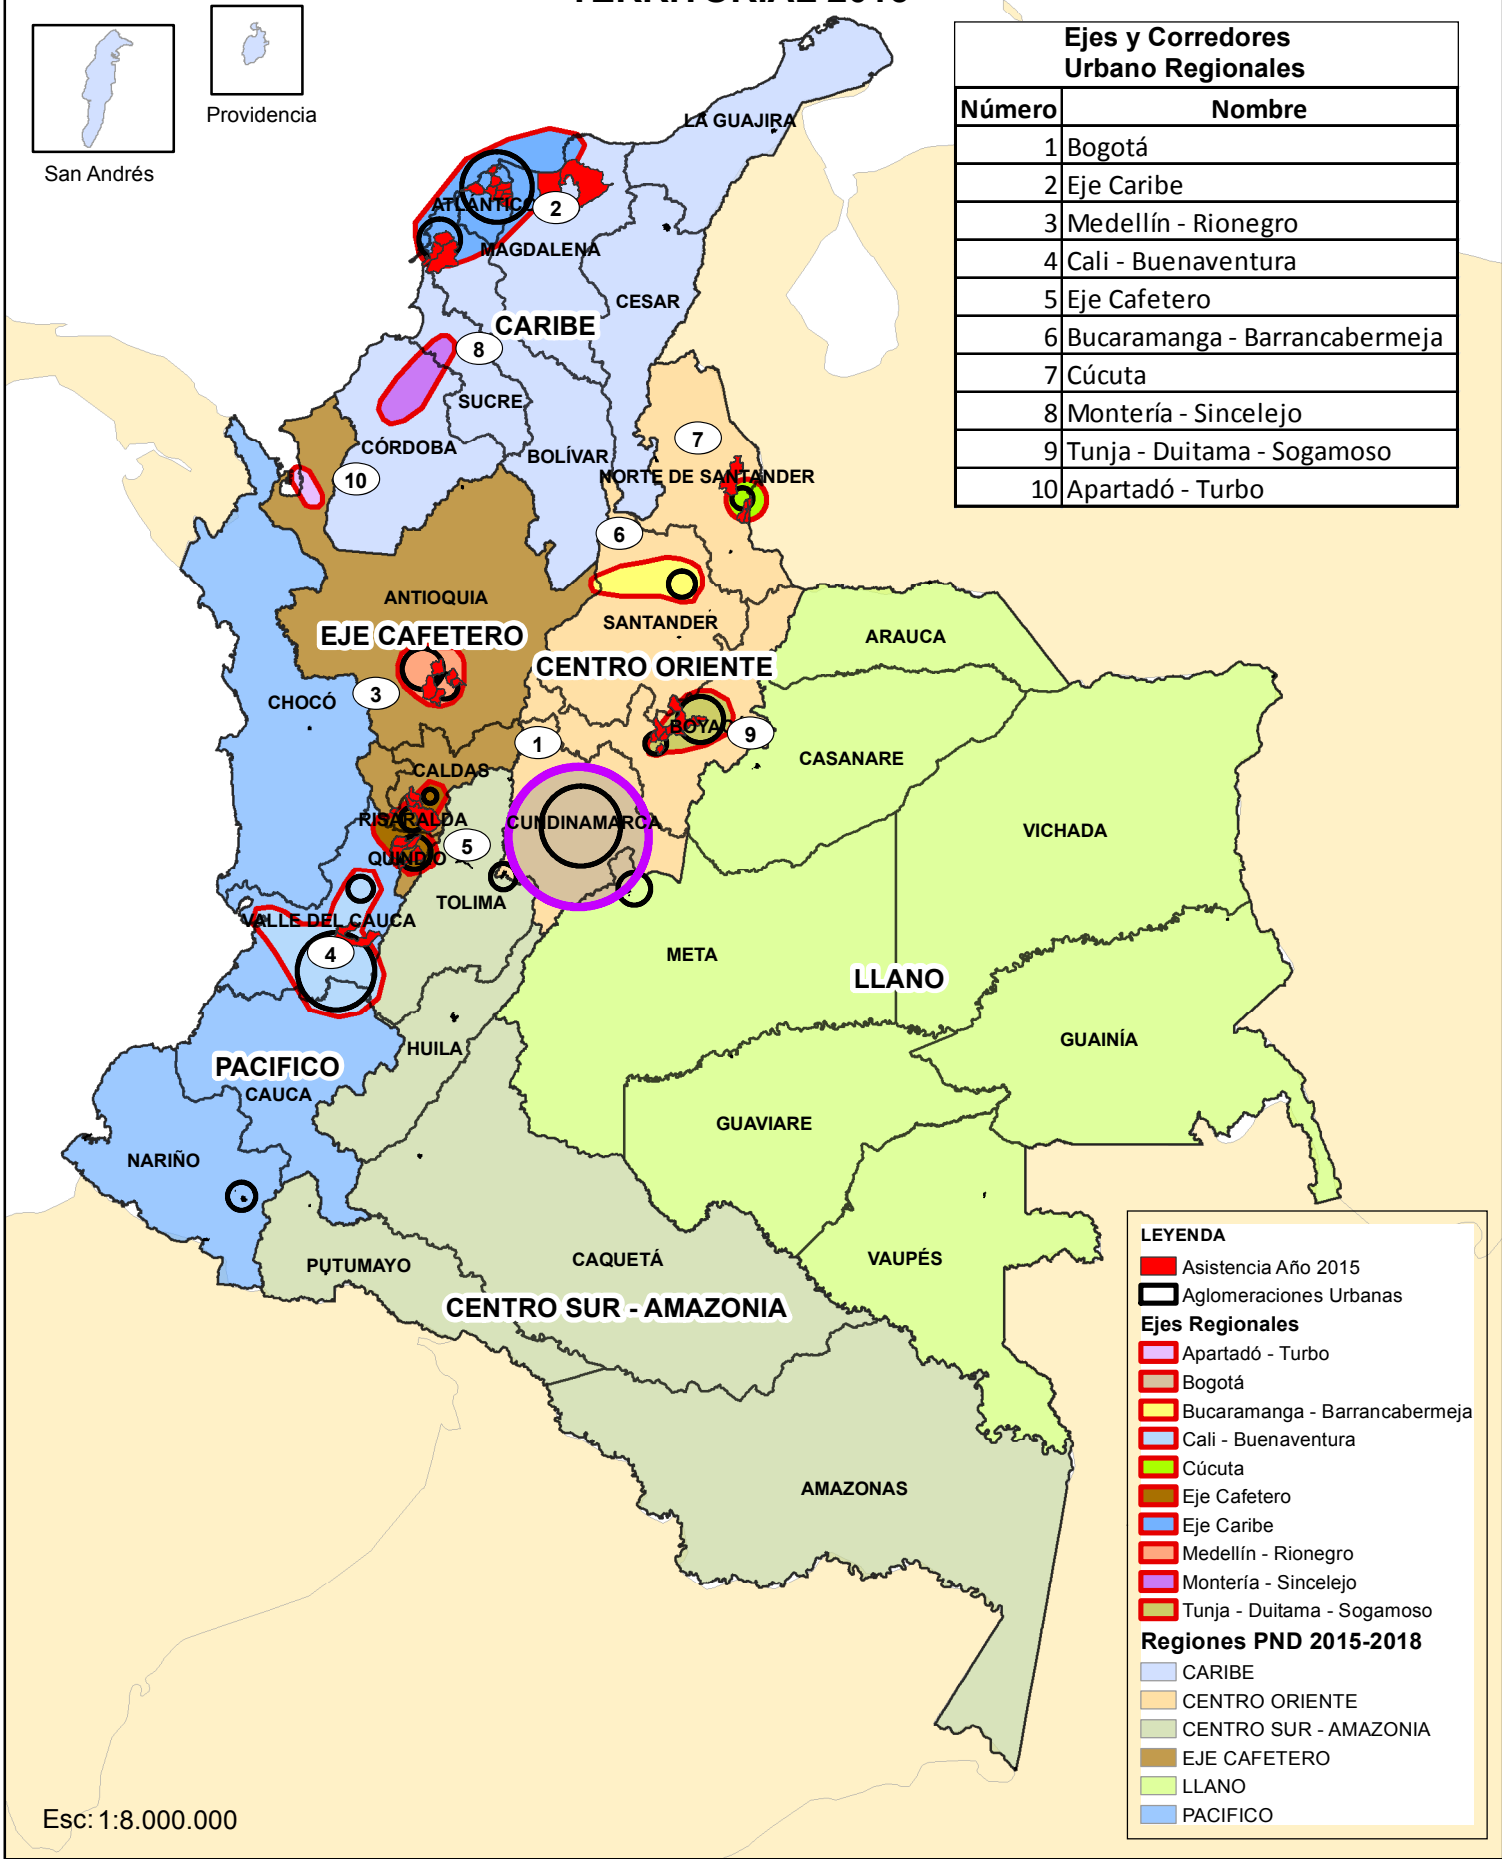 Providencia
San Andrés
Ejes y Corredores
Urbano Regionales
Número Nombre
1 Bogotá
2 Eje Caribe
3 Medellín - Rionegro
4 Cali - Buenaventura
5 Eje Cafetero
6 Bucaramanga - Barrancabermeja
7 Cúcuta
8 Montería - Sincelejo
9 Tunja - Duitama - Sogamoso
10 Apartadó - Turbo
LA GUAJIRA
ATLÁNTICO
2
MAGDALENA
CESAR
CARIBE
8
SUCRE
CÓRDOBA
BOLÍVAR
7
NORTE DE SANTANDER
10
6
ANTIOQUIA
SANTANDER
EJE CAFETERO
ARAUCA
CENTRO ORIENTE
3
CHOCÓ
9
1
CASANARE
CALDAS
RISARALDA
CUNDINAMARCA
VICHADA
5
QUINDIO
TOLIMA
VALLE DEL CAUCA
4
META
LLANO
HUILA
GUAINÍA
PACIFICO
CAUCA
GUAVIARE
NARIÑO
PUTUMAYO
CAQUETÁ
VAUPÉS
CENTRO SUR - AMAZONIA
AMAZONAS
LEYENDA
Asistencia Año 2015
Aglomeraciones Urbanas
Ejes Regionales
Apartadó - Turbo
Bogotá
Bucaramanga - Barrancabermeja
Cali - Buenaventura
Cúcuta
Eje Cafetero
Eje Caribe
Medellín - Rionegro
Montería - Sincelejo
Tunja - Duitama - Sogamoso
Regiones PND 2015-2018
CARIBE
CENTRO ORIENTE
CENTRO SUR - AMAZONIA
EJE CAFETERO
LLANO
PACIFICO
Esc: 1:8.000.000